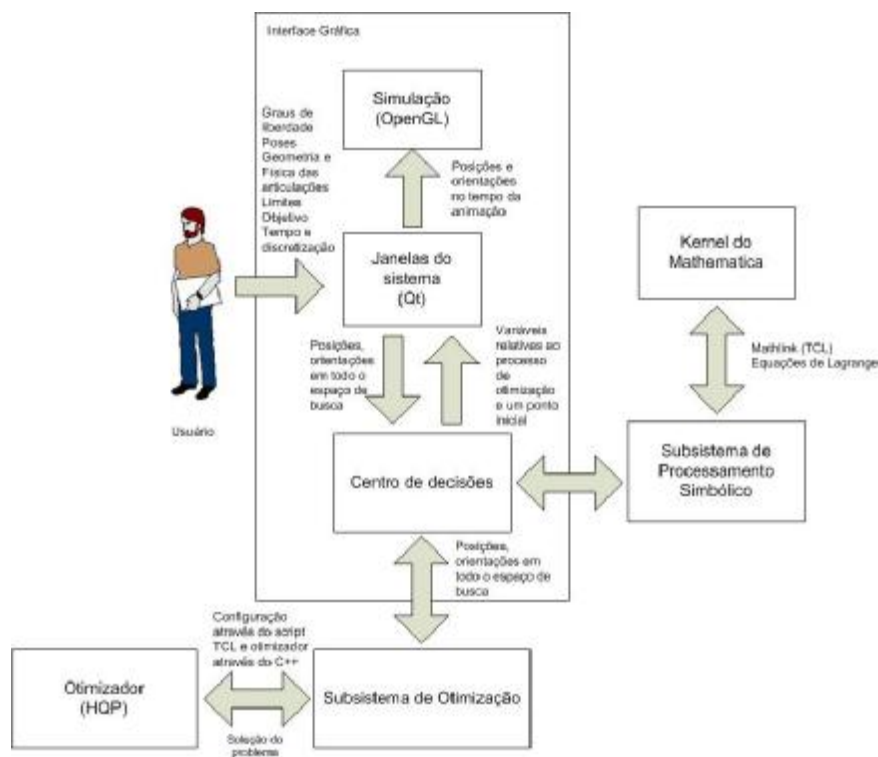 Interface Gráfica
Simulação
(OpenGL)
Graus de
liberdade
Poses
Geometria e
Física das
articulações
Limites
Objetivo
Tempo e
discretização
Posições e
orientações
no tempo da
animação
Janelas do
sistema
(Qt)
Kernel do
Mathematica
Usuário
Posições,
orientações
em todo o
espaço de
busca
Variáveis
relativas ao
processo
de
otimização
e um ponto
inicial
Mathlink (TCL)
Equações de Lagrange
Centro de decisões
Subsistema de
Processamento
Simbólico
Posições,
orientações em
todo o espaço de
busca
Configuração
através do script
TCL e otimizador
através do C++
Otimizador
(HQP)
Subsistema de Otimização
Solução do
problema